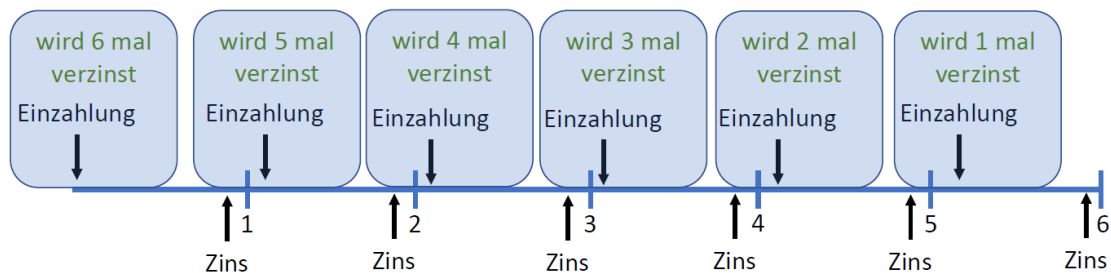 wird 6 mal
verzinst
Einzahlung
wird 5 mal
verzinst
Einzahlung
wird 4 mal
verzinst
Einzahlung
wird 3 mal
verzinst
Einzahlung
wird 2 mal
verzinst
Einzahlung
wird 1 mal
verzinst
Einzahlung
1
2
3
4
5
6
Zins
Zins
Zins
Zins
Zins
Zins